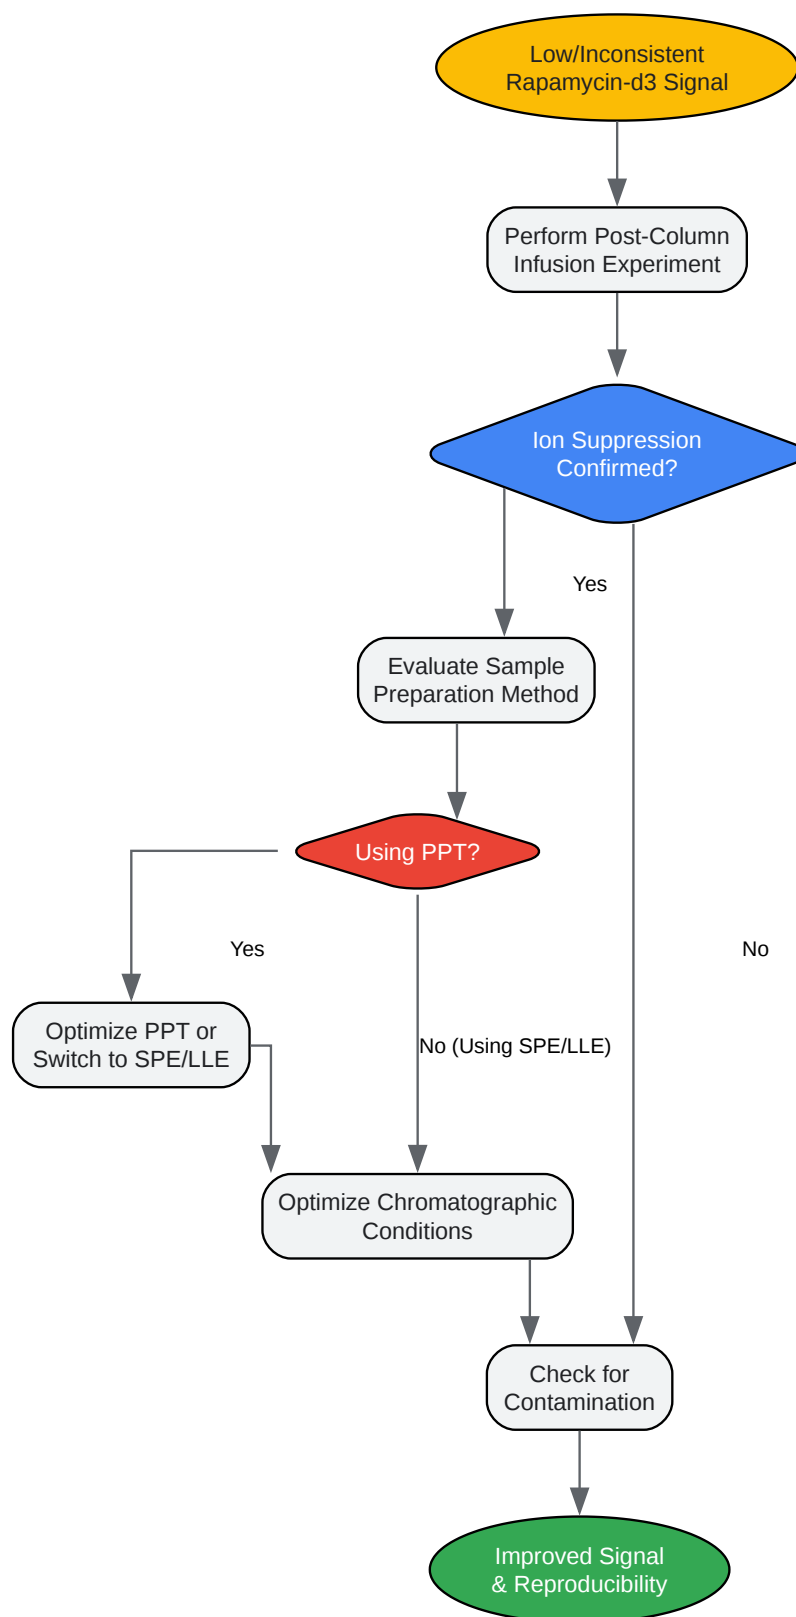 Low/Inconsistent
Rapamycin-d3 Signal
Perform Post-Column
Infusion Experiment
Ion Suppression
Confirmed?
Yes
Evaluate Sample
Preparation Method
Using PPT?
Yes
No
Optimize PPT or
Switch to SPE/LLE
No (Using SPE/LLE)
Optimize Chromatographic
Conditions
Check for
Contamination
Improved Signal
& Reproducibility